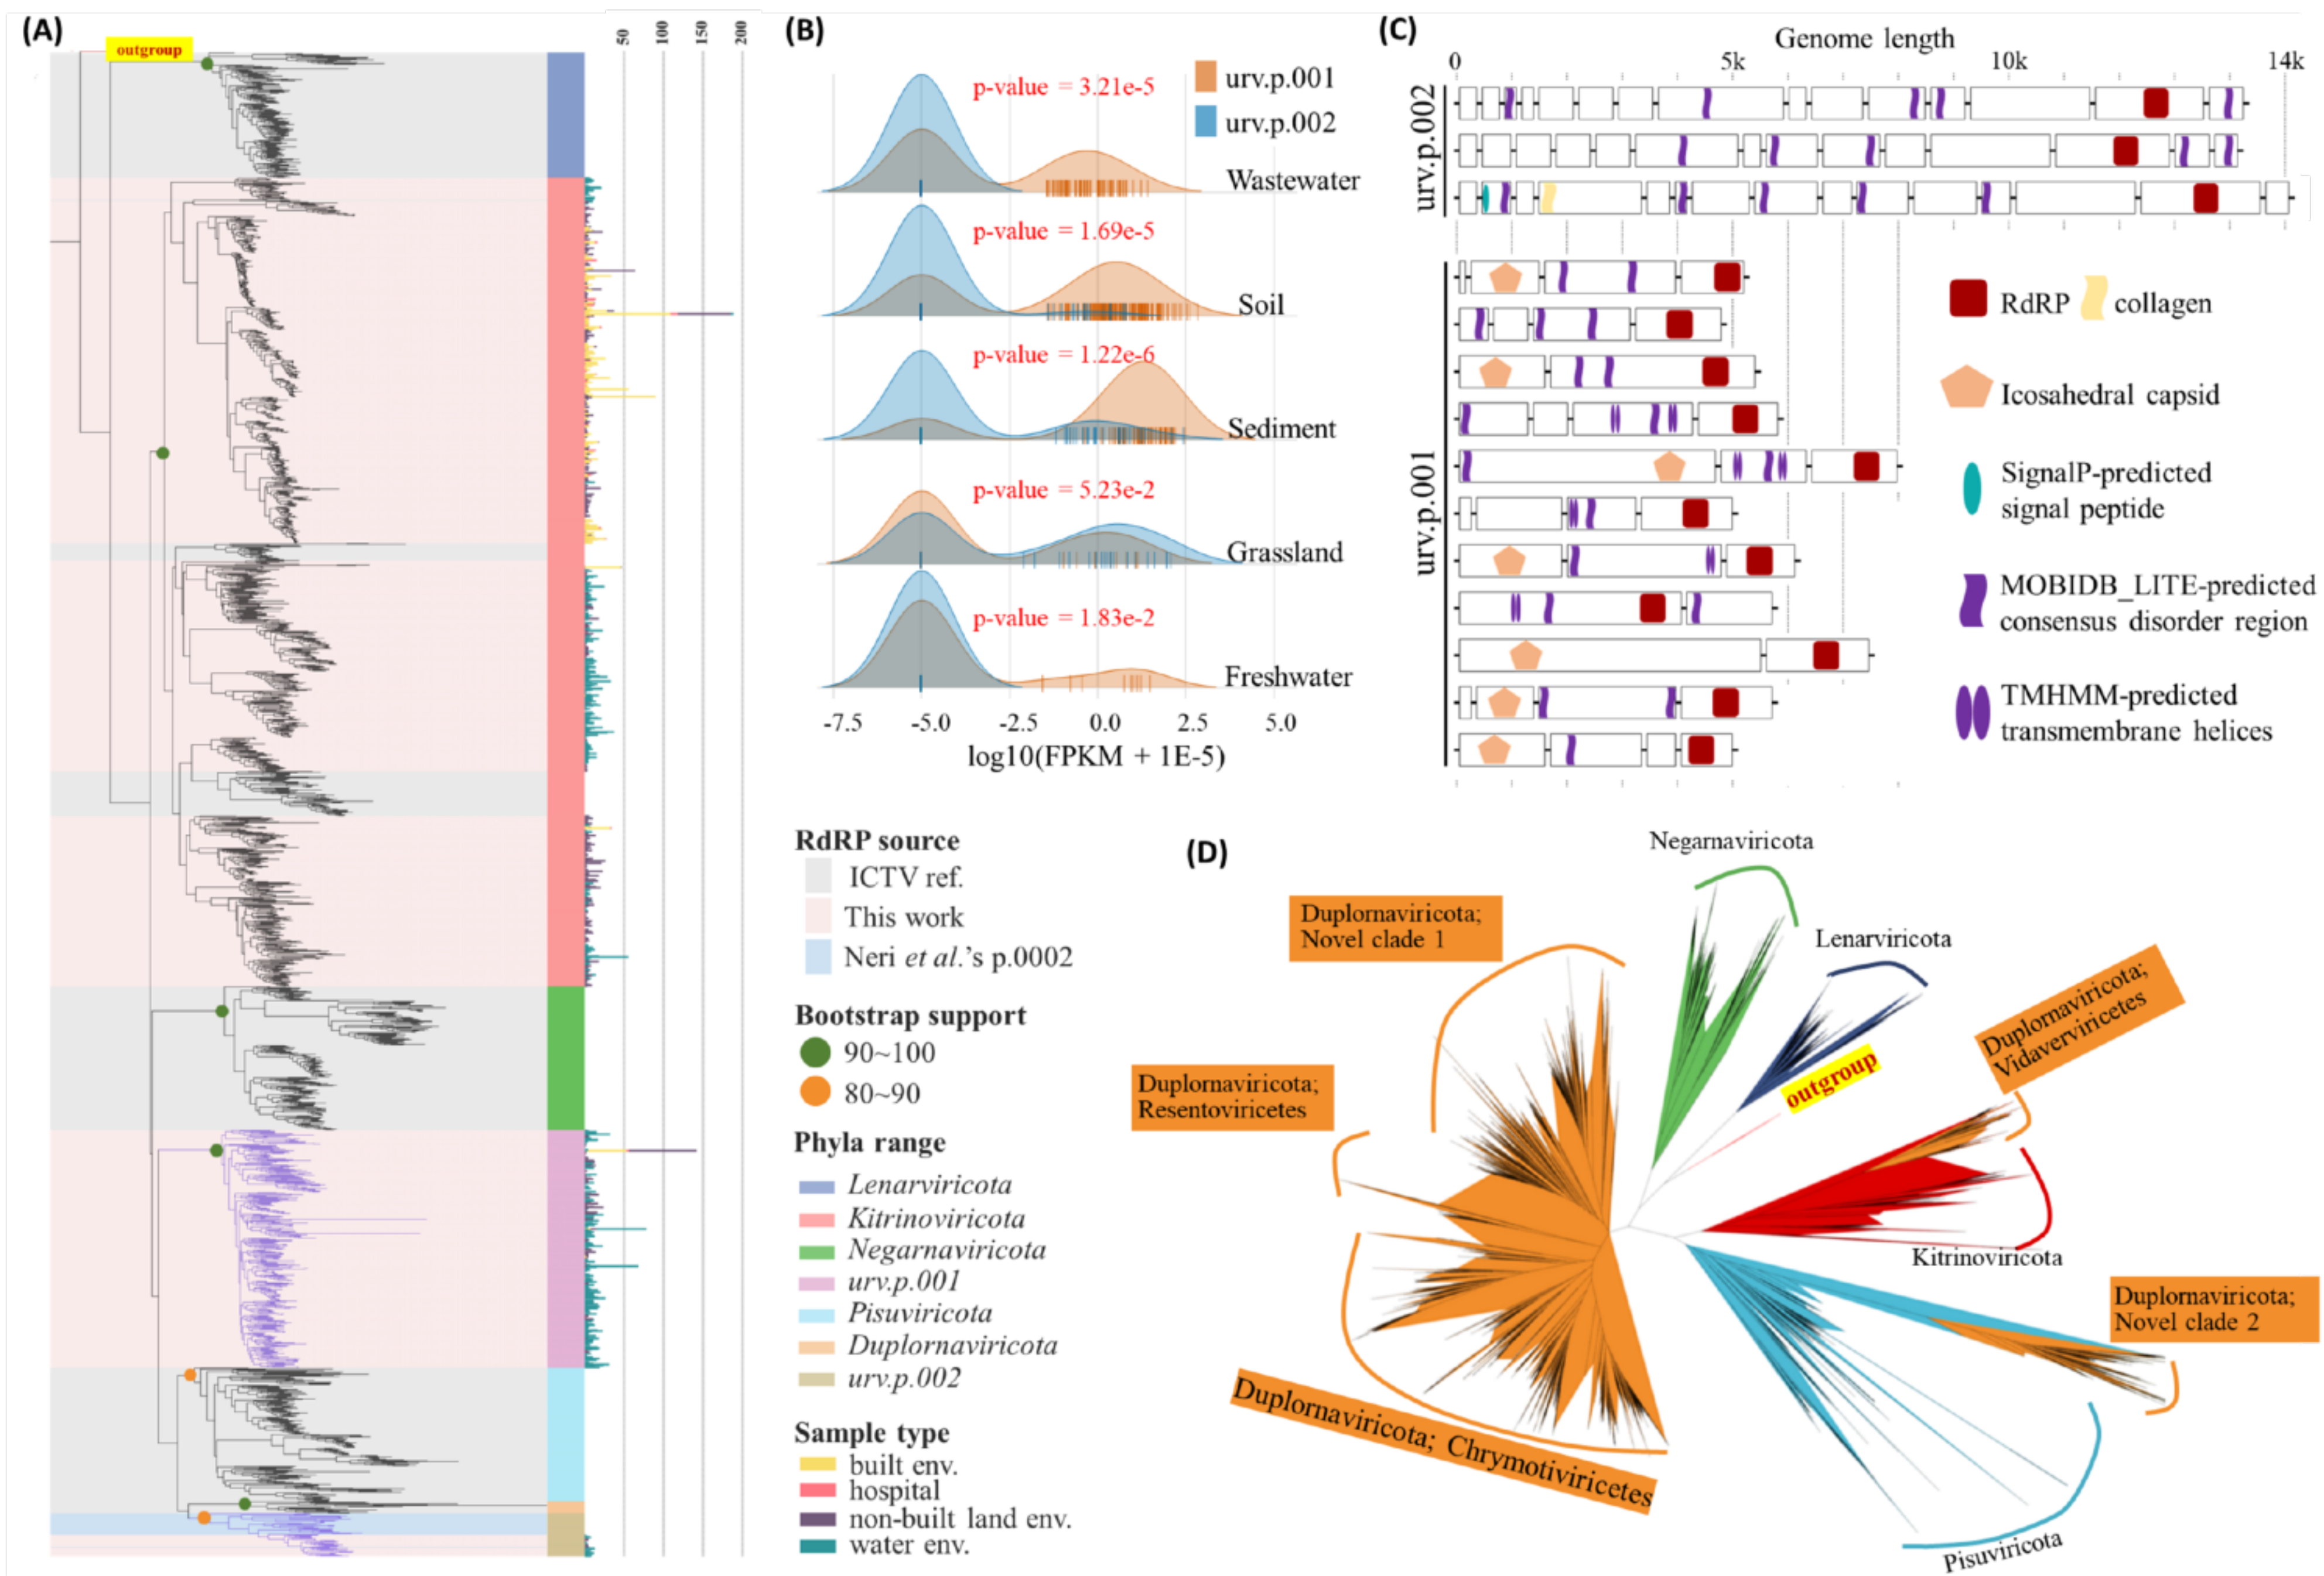 (A)
outgroup
50
100
150
200
(B)
p-value = 3.21e-5
urv.p.001
urv.p.002
Wastewater
p-value = 1.69e-5
Soil
p-value = 1.22e-6
Sediment
p-value = 5.23e-2
Grassland
p-value = 1.83e-2
Freshwater
-7.5 -5.0 -2.5 0.0 2.5 5.0
log10(FPKM + 1E-5)
(C)
Genome length
0 5k 10k 14k
urv.p.002
urv.p.001
RdRP
collagen
Icosahedral capsid
SignalP-predicted
signal peptide
MOBIDB_LITE-predicted
consensus disorder region
TMHMM-predicted
transmembrane helices
RdRP source
ICTV ref.
This work
Neri et al.'s p.0002
Bootstrap support
90~100
80~90
Phyla range
Lenarviricota
Kitrinoviricota
Negarnaviricota
urv.p.001
Pisuviricota
Duplornaviricota
urv.p.002
Sample type
built env.
hospital
non-built land env.
water env.
(D)
Negarnaviricota
Duplornaviricota;
Novel clade 1
Lenarviricota
Duplornaviricota;
Vidaverviricetes
outgroup
Duplornaviricota;
Resentoviricetes
Kitrinoviricota
Duplornaviricota;
Novel clade 2
Duplornaviricota; Chrymotiviricetes
Pisuviricota